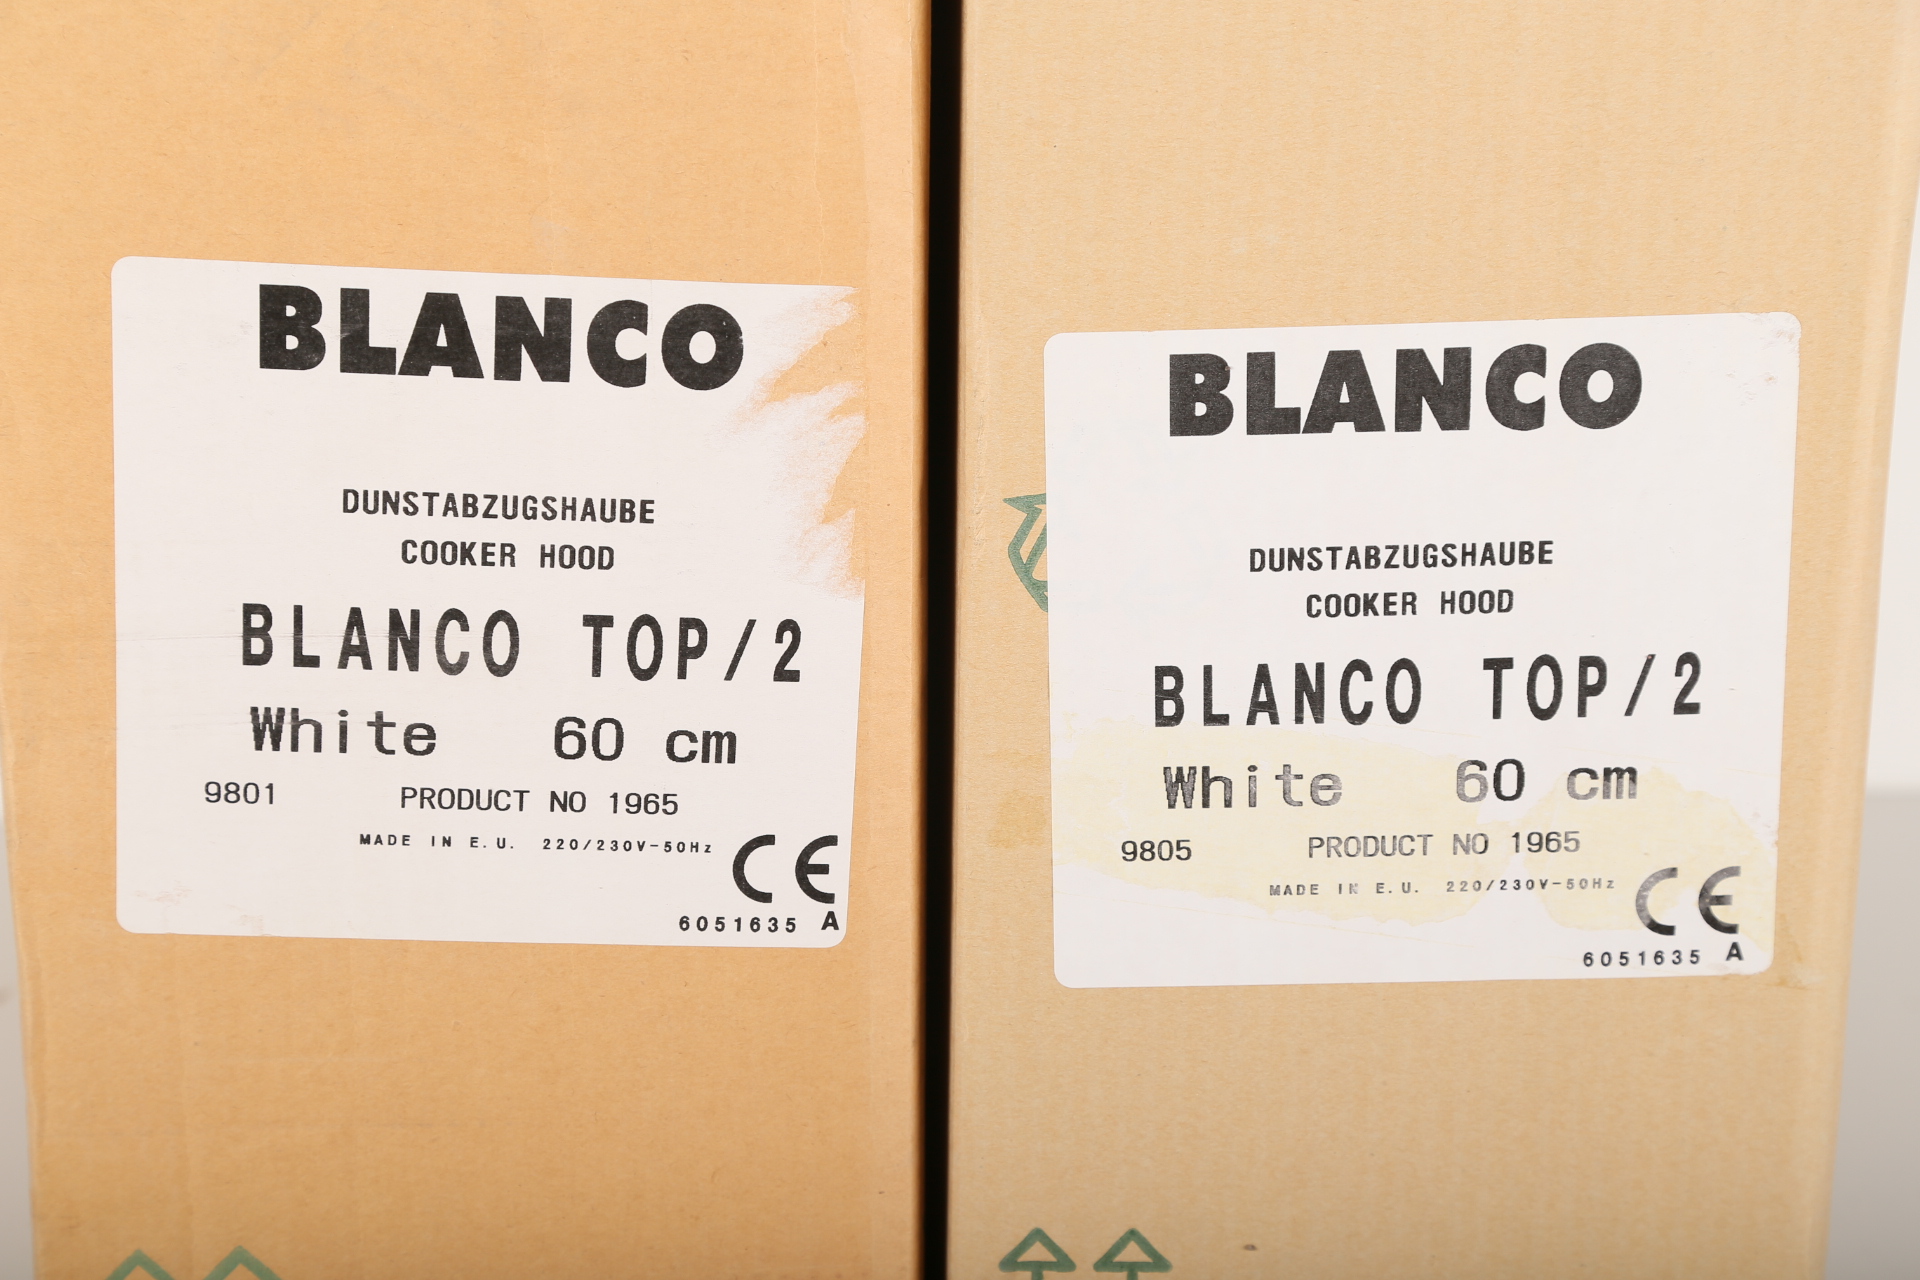 BLANCO
DUNSTABZUGSHAUBE
COOKER HOOD
BLANCO TOP/2
White 60 cm
9801 PRODUCT NO 1965
MADE IN E.U. 220/230V-50Hz CE
6051635 A
BLANCO
DUNSTABZUGSHAUBE
COOKER HOOD
BLANCO TOP/2
White 60 cm
9805 PRODUCT NO 1965
MADE IN E.U. 220/230V-50Hz CE
6051635 A